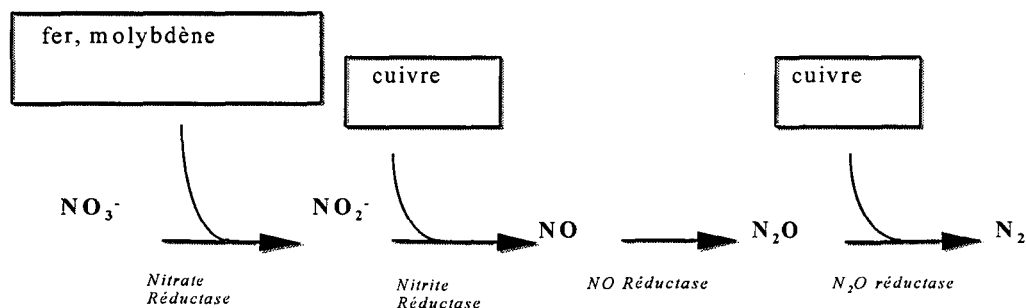 fer, molybdène
cuivre
cuivre
NO₃⁻
NO₂⁻
NO
N₂O
N₂
Nitrate
Réductase
Nitrite
Réductase
NO Réductase
N₂O réductase